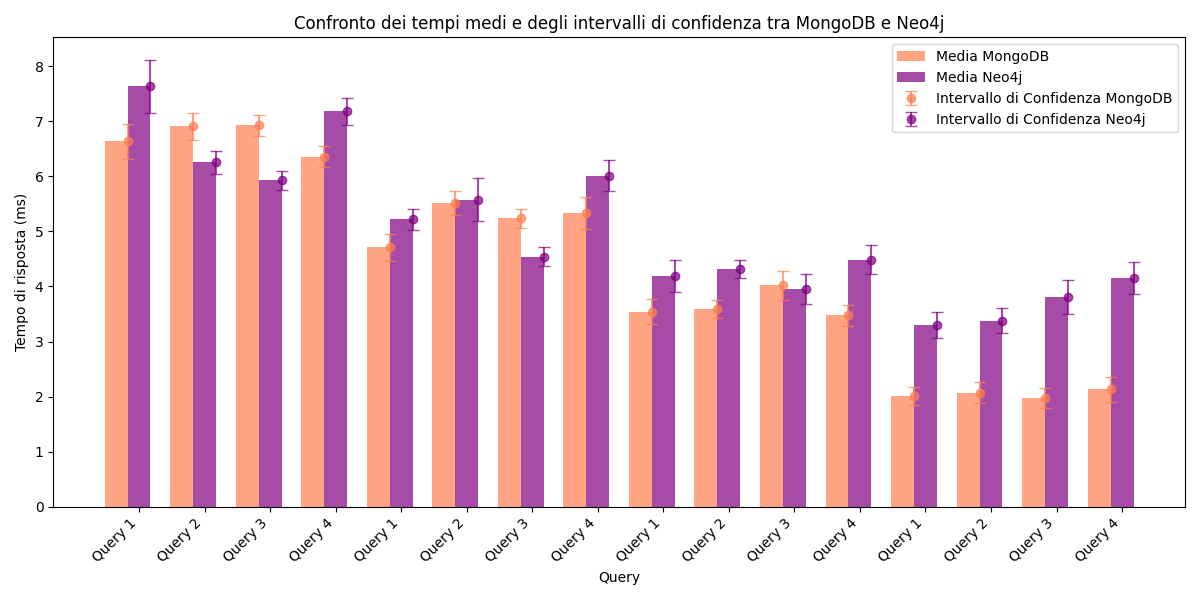 Confronto dei tempi medi e degli intervalli di confidenza tra MongoDB e Neo4j
Media MongoDB
Media Neo4j
Intervallo di Confidenza MongoDB
Intervallo di Confidenza Neo4j
Tempo di risposta (ms)
8
7
6
5
4
3
2
1
0
Query 1
Query 2
Query 3
Query 4
Query 1
Query 2
Query 3
Query 4
Query 1
Query 2
Query 3
Query 4
Query 1
Query 2
Query 3
Query 4
Query